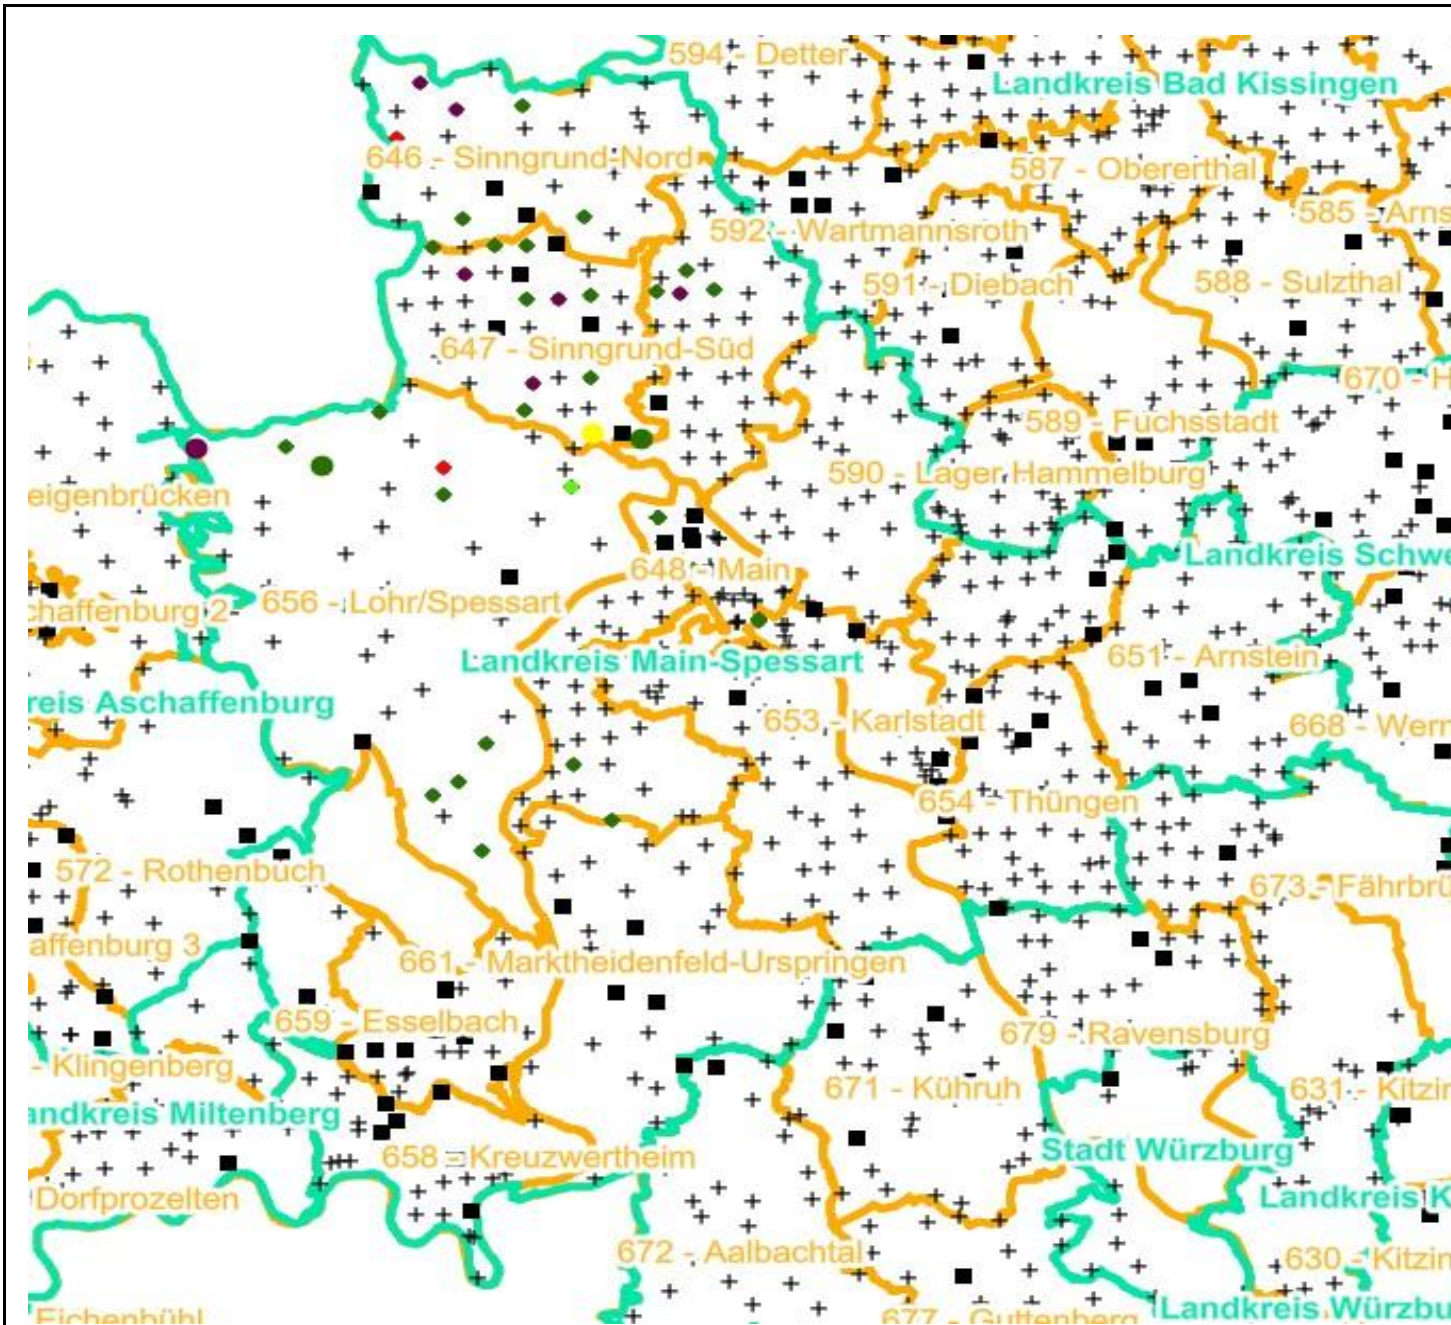 594 - Detter
Landkreis Bad Kissingen
646 - Sinngrund-Nord
587 - Obererthal
585 - Arns
592 - Wartmannsroth
591 - Diebach
588 - Sulzthal
647 - Sinngrund-Süd
670 - H
589 - Fuchsstadt
590 - Lager Hammelburg
eigenbrücken
Landkreis Schwe
648 - Main
656 - Lohr/Spessart
chaffenburg 2
Landkreis Main-Spessart
651 - Arnstein
reis Aschaffenburg
653 - Karlstadt
668 - Wern
654 - Thüngen
572 - Rothenbuch
673 - Fährbrü
affenburg 3
661 - Marktheidenfeld-Urspringen
659 - Esselbach
679 - Ravensburg
- Klingenberg
671 - Kühruh
631 - Kitzin
andkreis Miltenberg
Stadt Würzburg
658 - Kreuzwertheim
Dorfprozelten
Landkreis K
672 - Aalbachtal
630 - Kitzin
Eichenbühl
677 - Guttenberg
Landkreis Würzbu